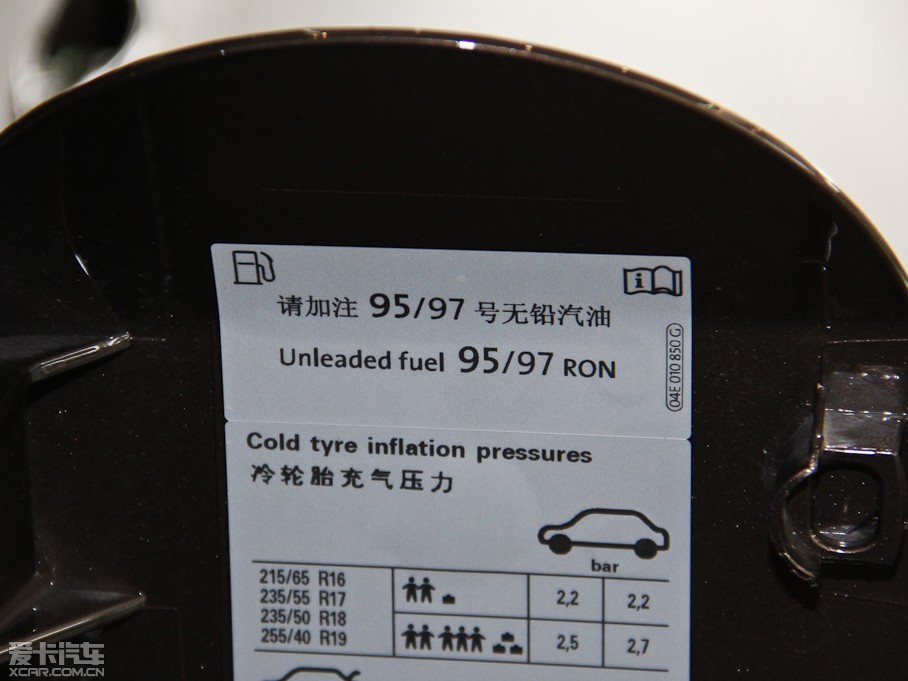 请加注 95/97 号无铅汽油
Unleaded fuel 95/97 RON
04E 010 850 G
Cold tyre inflation pressures
冷轮胎充气压力
bar
215/65 R16
235/55 R17
235/50 R18
255/40 R19
2,2 2,2
2,5 2,7
爱卡汽车
XCAR.COM.CN